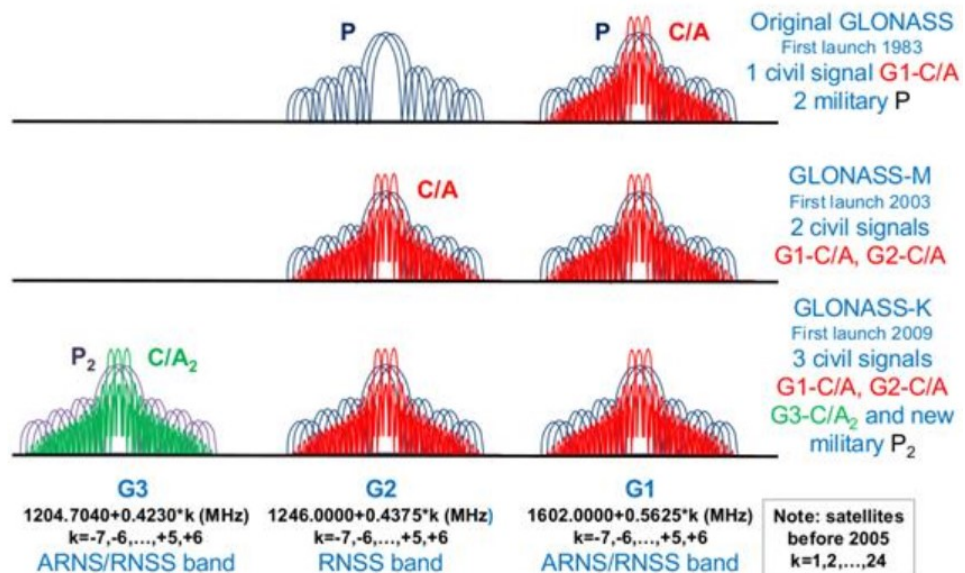 P
P C/A
Original GLONASS
First launch 1983
1 civil signal G1-C/A
2 military P
C/A
GLONASS-M
First launch 2003
2 civil signals
G1-C/A, G2-C/A
P₂ C/A₂
GLONASS-K
First launch 2009
3 civil signals
G1-C/A, G2-C/A
G3-C/A₂ and new
military P₂
G3
1204.7040+0.4230*k (MHz)
k=-7,-6,...,+5,+6
ARNS/RNSS band
G2
1246.0000+0.4375*k (MHz)
k=-7,-6,...,+5,+6
RNSS band
G1
1602.0000+0.5625*k (MHz)
k=-7,-6,...,+5,+6
ARNS/RNSS band
Note: satellites
before 2005
k=1,2,...,24